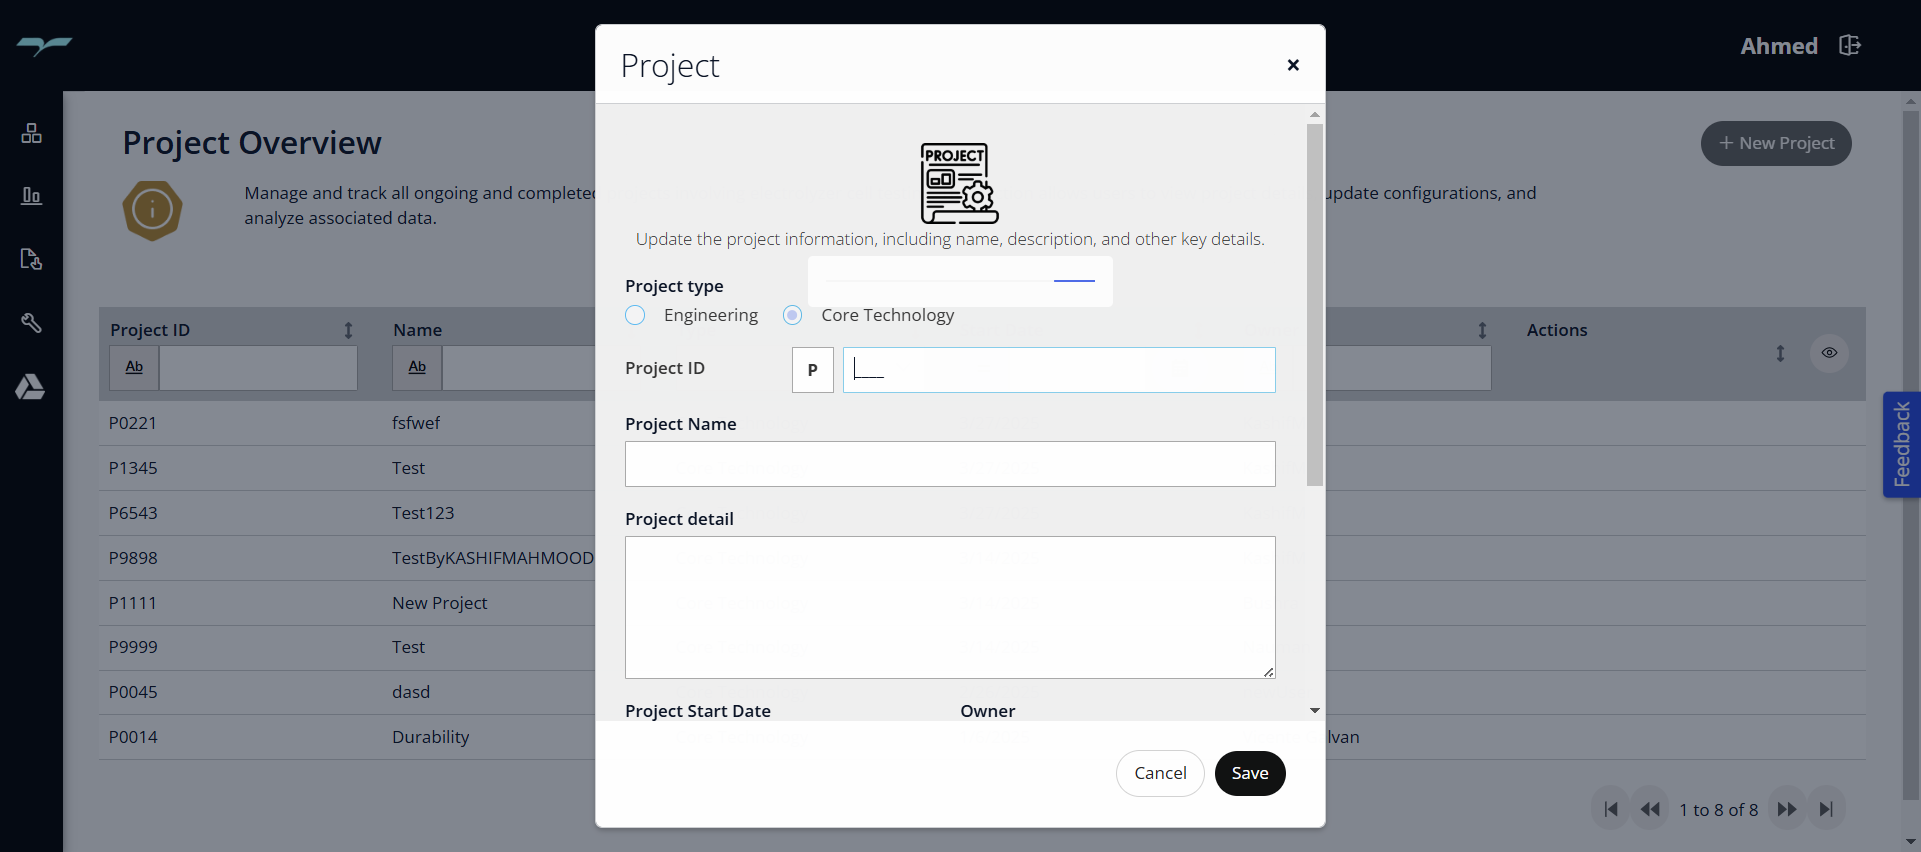 Ahmed
Project
×
Project Overview
+ New Project
Manage and track all ongoing and completed
update configurations, and
analyze associated data.
PROJECT
Update the project information, including name, description, and other key details.
Project type
Engineering
Core Technology
Project ID
P
____
Project Name
Project detail
Project Start Date
Owner
Cancel
Save
Project ID
Name
Actions
Ab
Ab
P0221 fsfwef
P1345 Test
P6543 Test123
P9898 TestByKASHIFMAHMOOD
P1111 New Project
P9999 Test
P0045 dasd
P0014 Durability lvan
1 to 8 of 8
Feedback